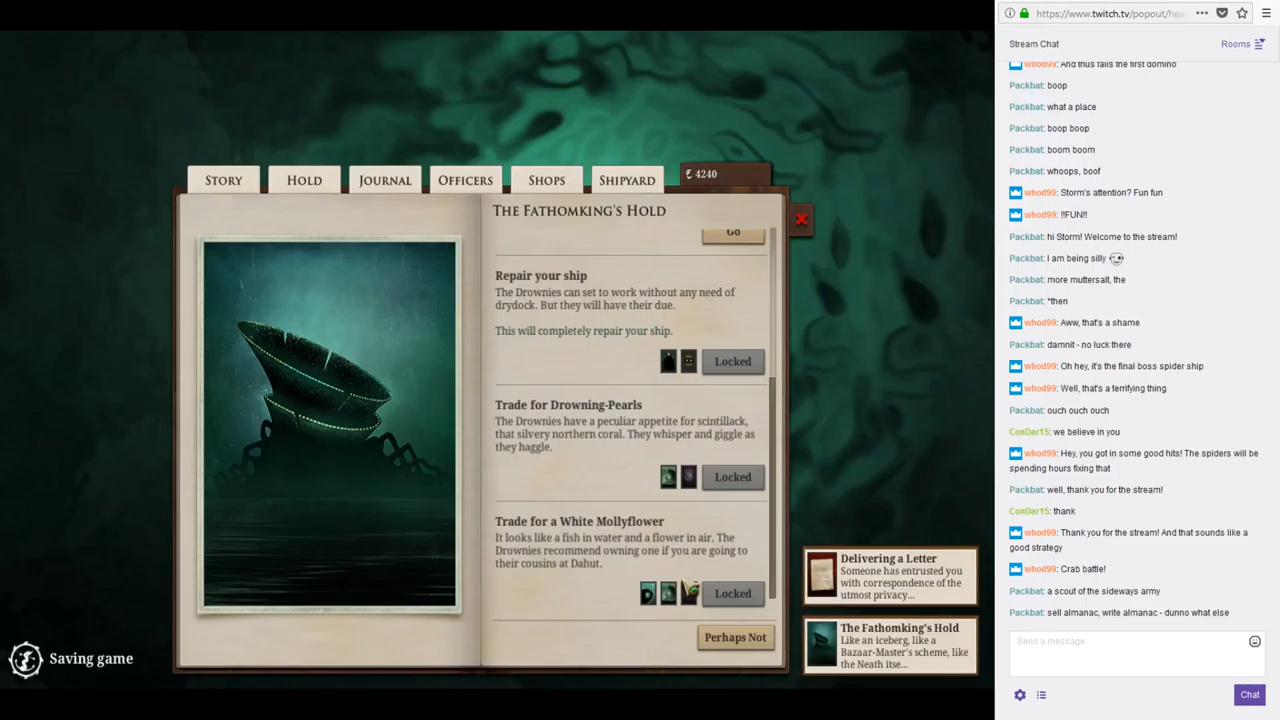 https://www.twitch.tv/popout/hea
Stream Chat
Rooms
whod99: And thus falls the first domino
Packbat: boop
Packbat: what a place
Packbat: boop boop
Packbat: boom boom
Packbat: whoops, boof
whod99: Storm's attention? Fun fun
whod99: !!FUN!!
Packbat: hi Storm! Welcome to the stream!
Packbat: I am being silly
Packbat: more muttersalt, the
Packbat: *then
whod99: Aww, that's a shame
Packbat: damnit - no luck there
whod99: Oh hey, it's the final boss spider ship
whod99: Well, that's a terrifying thing
Packbat: ouch ouch ouch
ConDar15: we believe in you
whod99: Hey, you got in some good hits! The spiders will be
spending hours fixing that
Packbat: well, thank you for the stream!
ConDar15: thank
whod99: Thank you for the stream! And that sounds like a
good strategy
whod99: Crab battle!
Packbat: a scout of the sideways army
Packbat: sell almanac, write almanac - dunno what else
Send a message
Chat
STORY
HOLD
JOURNAL
OFFICERS
SHOPS
SHIPYARD
4240
THE FATHOMKING'S HOLD
Go
Repair your ship
The Drownies can set to work without any need of
drydock. But they will have their due.
This will completely repair your ship.
Locked
Trade for Drowning-Pearls
The Drownies have a peculiar appetite for scintillack,
that silvery northern coral. They whisper and giggle as
they haggle.
Locked
Trade for a White Mollyflower
It looks like a fish in water and a flower in air. The
Drownies recommend owning one if you are going to
their cousins at Dahut.
Locked
Perhaps Not
Delivering a Letter
Someone has entrusted you
with correspondence of the
utmost privacy...
The Fathomking's Hold
Like an iceberg, like a
Bazaar-Master's scheme, like
the Neath itse...
Saving game